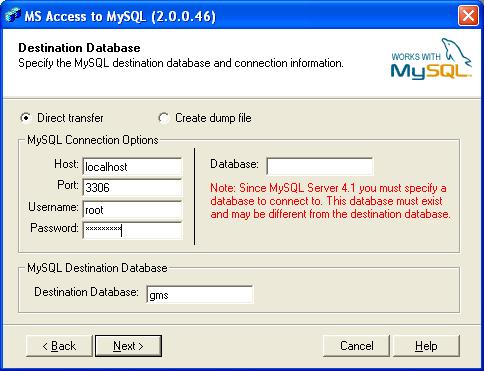 MS Access to MySQL (2.0.0.46)
Destination Database
Specify the MySQL destination database and connection information.
WORKS WITH
MySQL
Direct transfer
Create dump file
MySQL Connection Options
Host: localhost
Port: 3306
Username: root
Password: ×××××××××
Database:
Note: Since MySQL Server 4.1 you must specify a
database to connect to. This database must exist
and may be different from the destination database.
MySQL Destination Database
Destination Database: gms
< Back
Next >
Cancel
Help